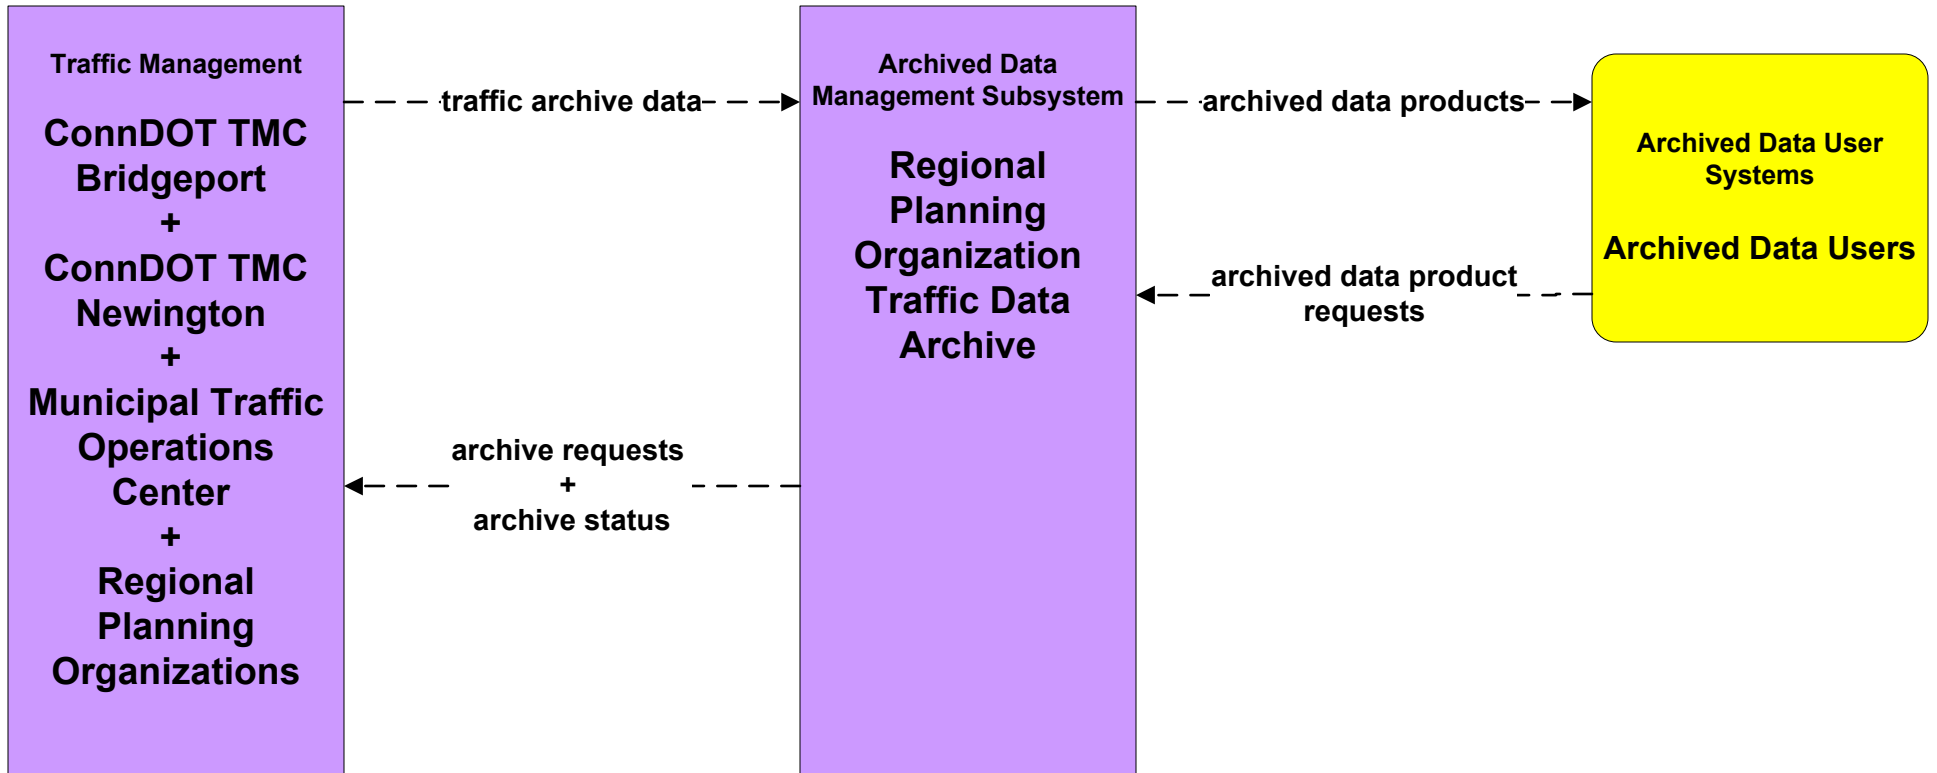 Traffic Management
ConnDOT TMC
Bridgeport
+
ConnDOT TMC
Newington
+
Municipal Traffic
Operations
Center
+
Regional
Planning
Organizations
traffic archive data
archive requests
+
archive status
Archived Data
Management Subsystem
Regional
Planning
Organization
Traffic Data
Archive
archived data products
archived data product
requests
Archived Data User
Systems
Archived Data Users